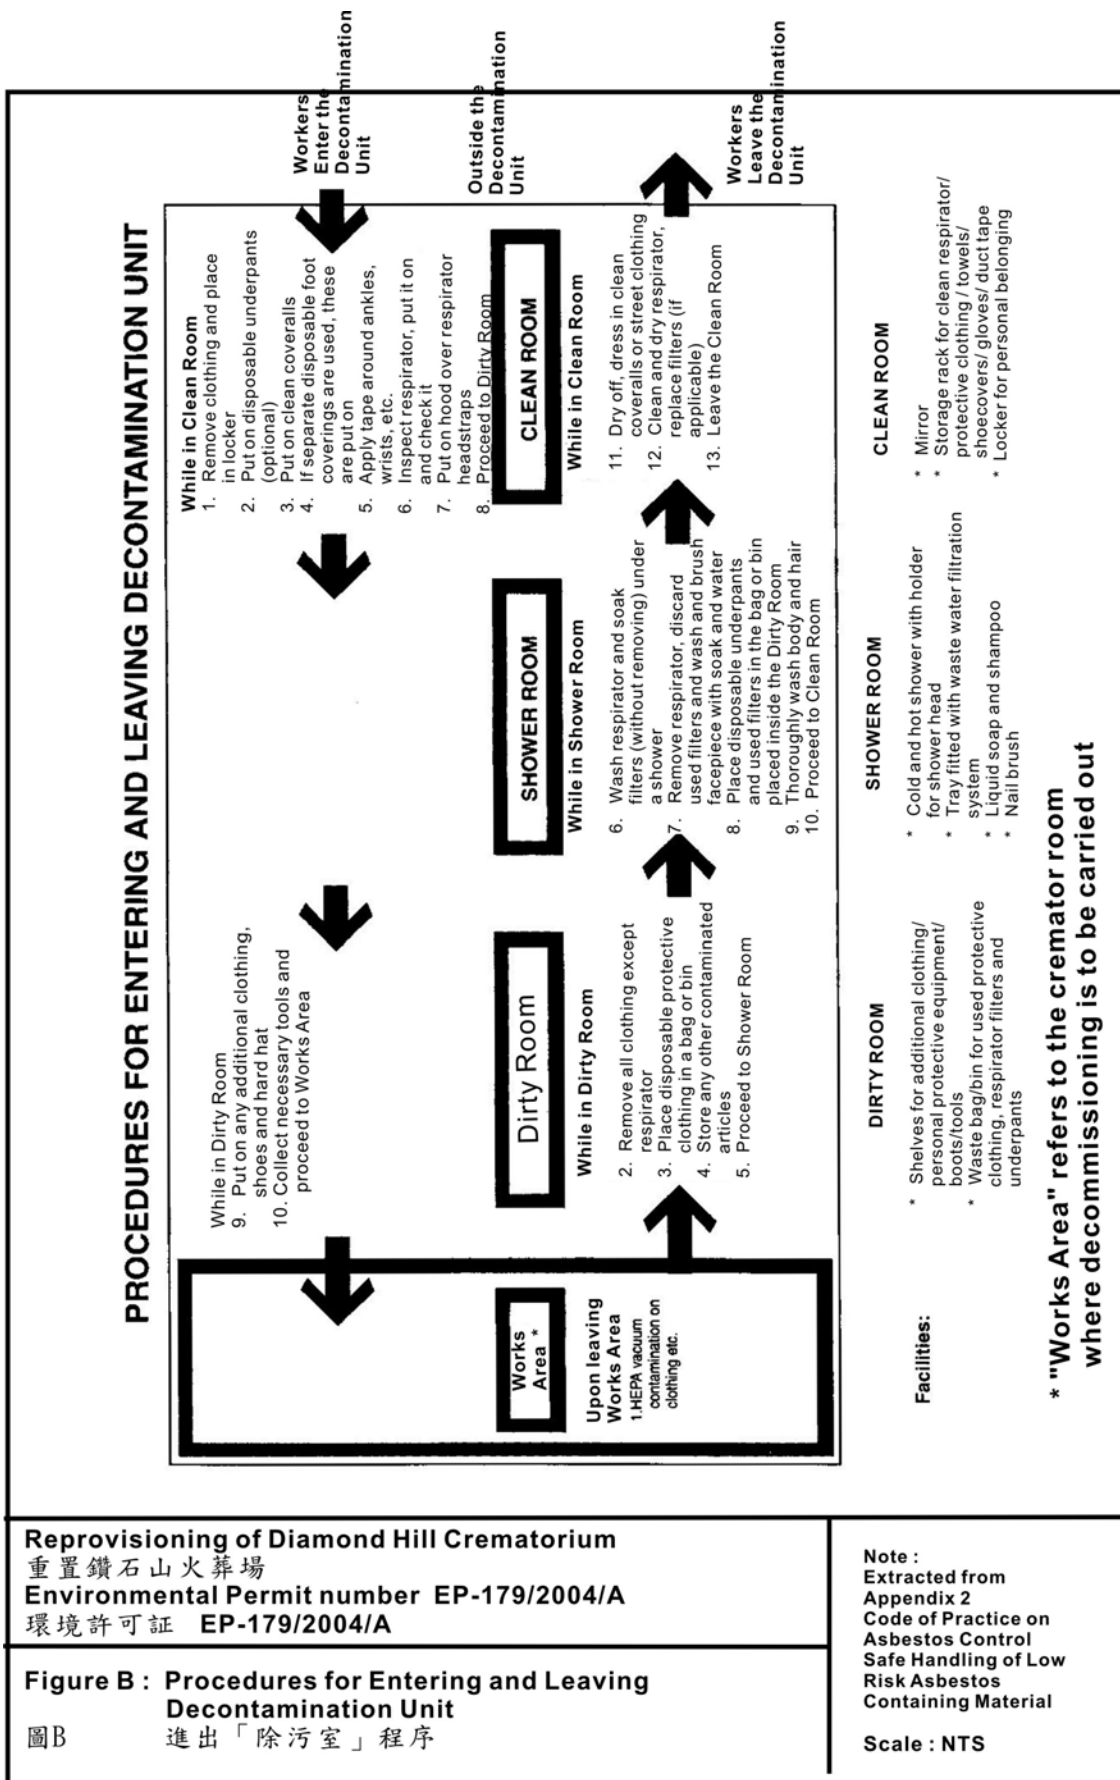 PROCEDURES FOR ENTERING AND LEAVING DECONTAMINATION UNIT
While in Dirty Room
9. Put on any additional clothing,
shoes and hard hat
10. Collect necessary tools and
proceed to Works Area
While in Clean Room
1. Remove clothing and place
in locker
2. Put on disposable underpants
(optional)
3. Put on clean coveralls
4. If separate disposable foot
coverings are used, these
are put on
5. Apply tape around ankles,
wrists, etc.
6. Inspect respirator, put it on
and check it
7. Put on hood over respirator
headstraps
8. Proceed to Dirty Room
Workers
Enter the
Decontamination
Unit
Works
Area *
Dirty Room
SHOWER ROOM
CLEAN ROOM
Outside the
Decontamination
Unit
Upon leaving
Works Area
1.HEPA vacuum
contamination on
clothing etc.
While in Dirty Room
2. Remove all clothing except
respirator
3. Place disposable protective
clothing in a bag or bin
4. Store any other contaminated
articles
5. Proceed to Shower Room
While in Shower Room
6. Wash respirator and soak
filters (without removing) under
a shower
7. Remove respirator, discard
used filters and wash and brush
facepiece with soak and water
8. Place disposable underpants
and used filters in the bag or bin
placed inside the Dirty Room
9. Thoroughly wash body and hair
10. Proceed to Clean Room
While in Clean Room
11. Dry off, dress in clean
coveralls or street clothing
12. Clean and dry respirator,
replace filters (if
applicable)
13. Leave the Clean Room
Workers
Leave the
Decontamination
Unit
Facilities:
DIRTY ROOM
* Shelves for additional clothing/
personal protective equipment/
boots/tools
* Waste bag/bin for used protective
clothing, respirator filters and
underpants
SHOWER ROOM
* Cold and hot shower with holder
for shower head
* Tray fitted with waste water filtration
system
* Liquid soap and shampoo
* Nail brush
CLEAN ROOM
* Mirror
* Storage rack for clean respirator/
protective clothing / towels/
shoecovers/ gloves/ duct tape
* Locker for personal belonging
* "Works Area" refers to the cremator room
where decommissioning is to be carried out
Reprovisioning of Diamond Hill Crematorium
重置鑽石山火葬場
Environmental Permit number EP-179/2004/A
環境許可証 EP-179/2004/A
Figure B : Procedures for Entering and Leaving
Decontamination Unit
圖B 進出「除污室」程序
Note :
Extracted from
Appendix 2
Code of Practice on
Asbestos Control
Safe Handling of Low
Risk Asbestos
Containing Material
Scale : NTS